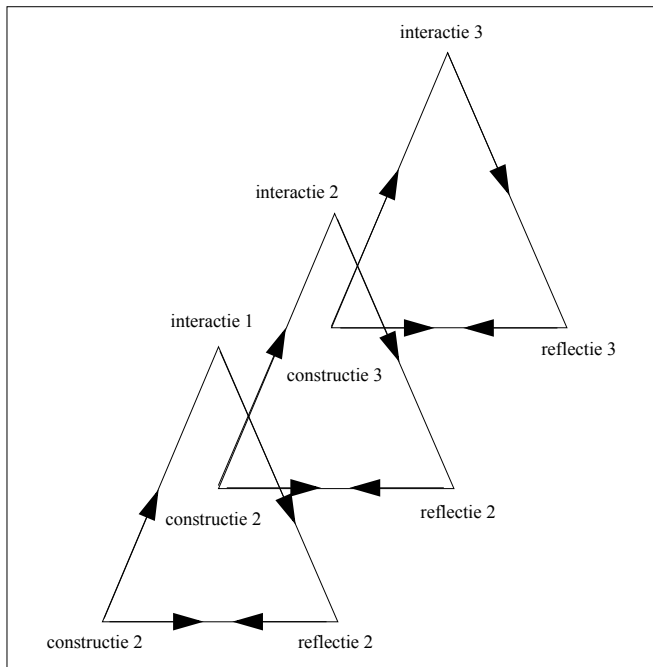 interactie 3
interactie 2
interactie 1
reflectie 3
constructie 3
reflectie 2
constructie 2
constructie 2
reflectie 2